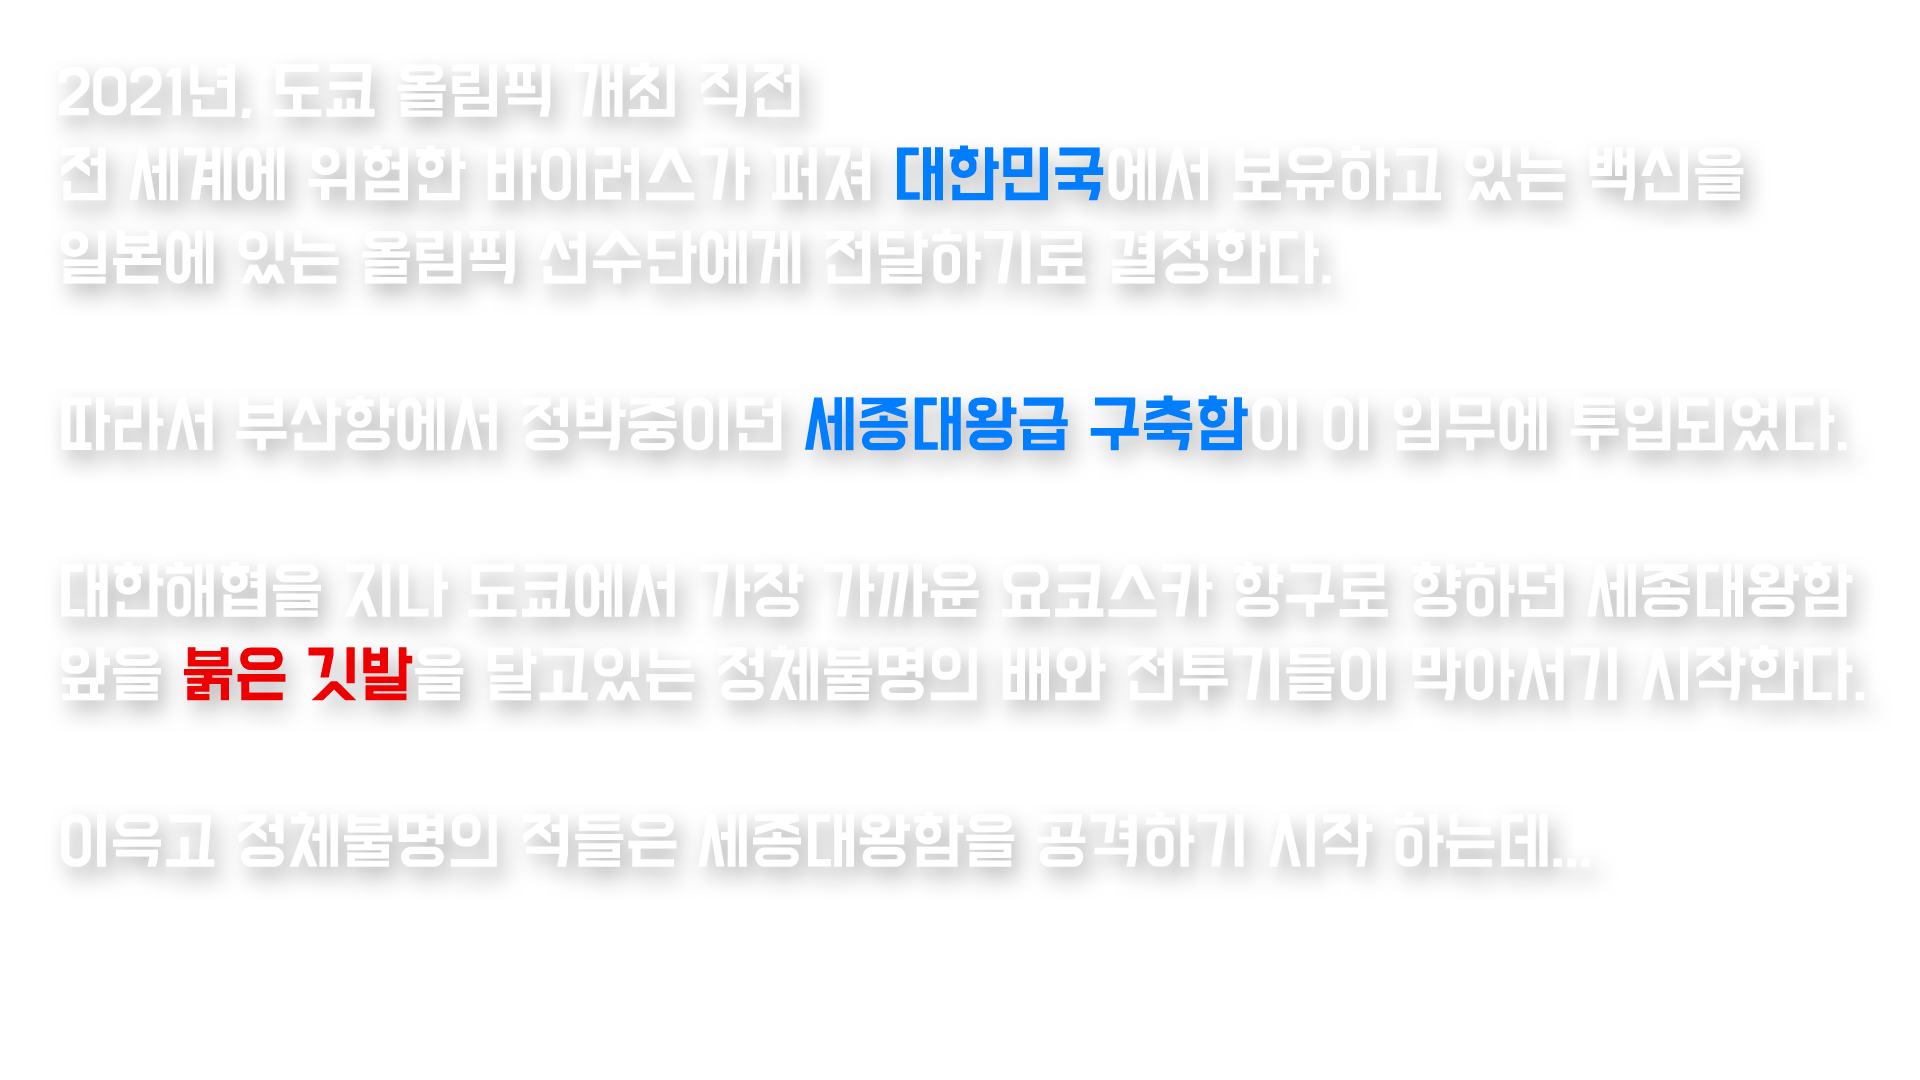 2021년, 도쿄 올림픽 개최 직전
전 세계에 위험한 바이러스가 퍼져 대한민국에서 보유하고 있는 백신을
일본에 있는 올림픽 선수단에게 전달하기로 결정한다.
따라서 부산항에서 정박중이던 세종대왕급 구축함이 이 임무에 투입되었다.
대한해협을 지나 도쿄에서 가장 가까운 요코스카 항구로 향하던 세종대왕함
앞을 붉은 깃발을 달고있는 정체불명의 배와 전투기들이 막아서기 시작한다.
이윽고 정체불명의 적들은 세종대왕함을 공격하기 시작 하는데...